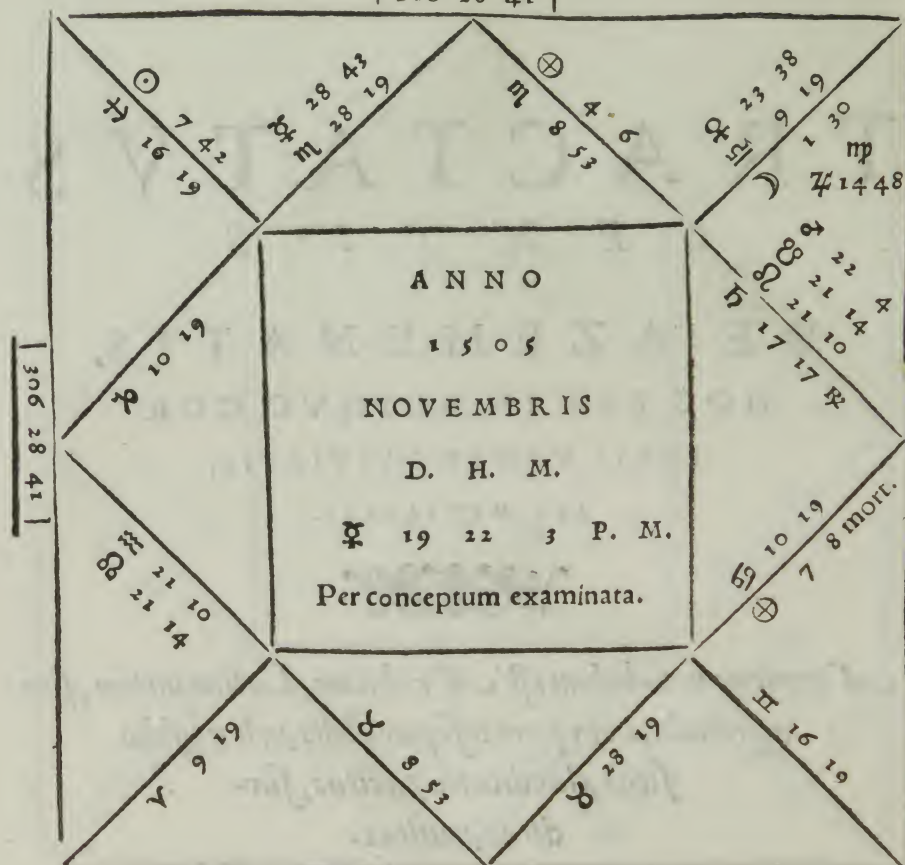 306 28 41
☉ 7 42
♓ 16 19
☿ 28 43
♏ 28 19
⊗ 4 6
♏ 8 53
♀ 23 38
♎ 9 19
☽ 1 30
♍
♃ 14 48
♂ 22 4
☋ 21 14
♌ 21 10
♄ 17 17 ℞
♑ 10 19
306 28 41
ANNO
1505
NOVEMBRIS
D. H. M.
☿ 19 22 3 P. M.
Per conceptum examinata.
♋ 10 19
⊗ 7 8 mort.
♒ 21 10
☊ 21 14
♈ 9 19
♉ 8 53
♉ 28 19
♊ 16 19